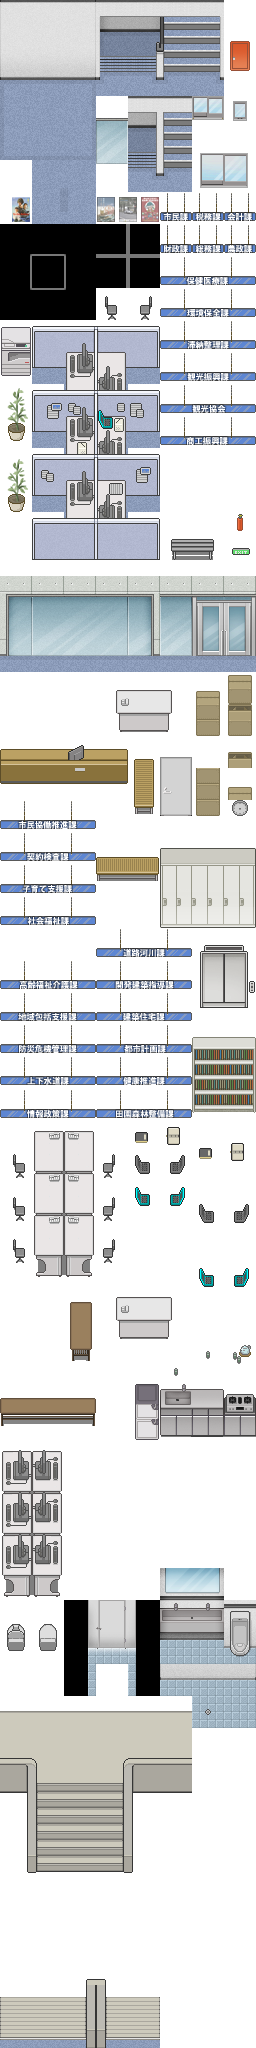 市民課 税務課 会計課
財政課 総務課 農政課
保健医療課
環境保全課
滞納整理課
観光振興課
観光協会
商工振興課
市民協働推進課
契約検査課
子育て支援課
社会福祉課
道路河川課
高齢福祉介護課 開発建築指導課
地域包括支援課 建築住宅課
防災危機管理課 都市計画課
上下水道課 健康推進課
情報政策課 田園森林整備課